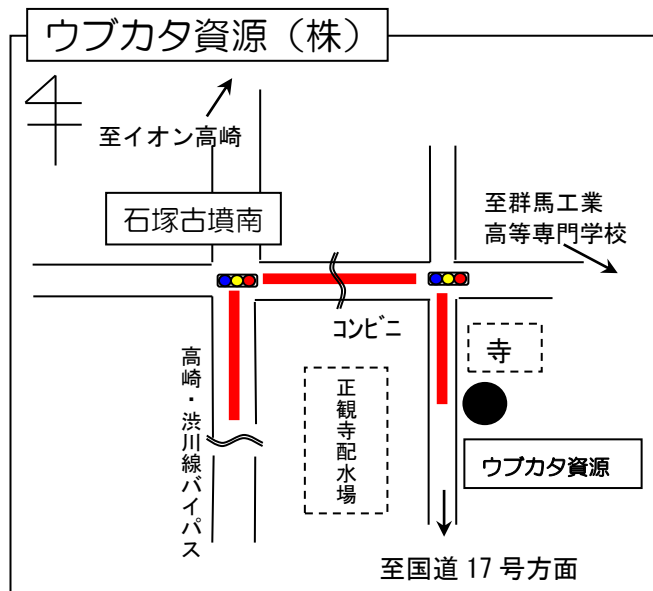 ウブカタ資源（株）
至イオン高崎
石塚古墳南
至群馬工業
高等専門学校
コンビニ
寺
高崎・渋川線バイパス
正観寺配水場
ウブカタ資源
至国道 17 号方面